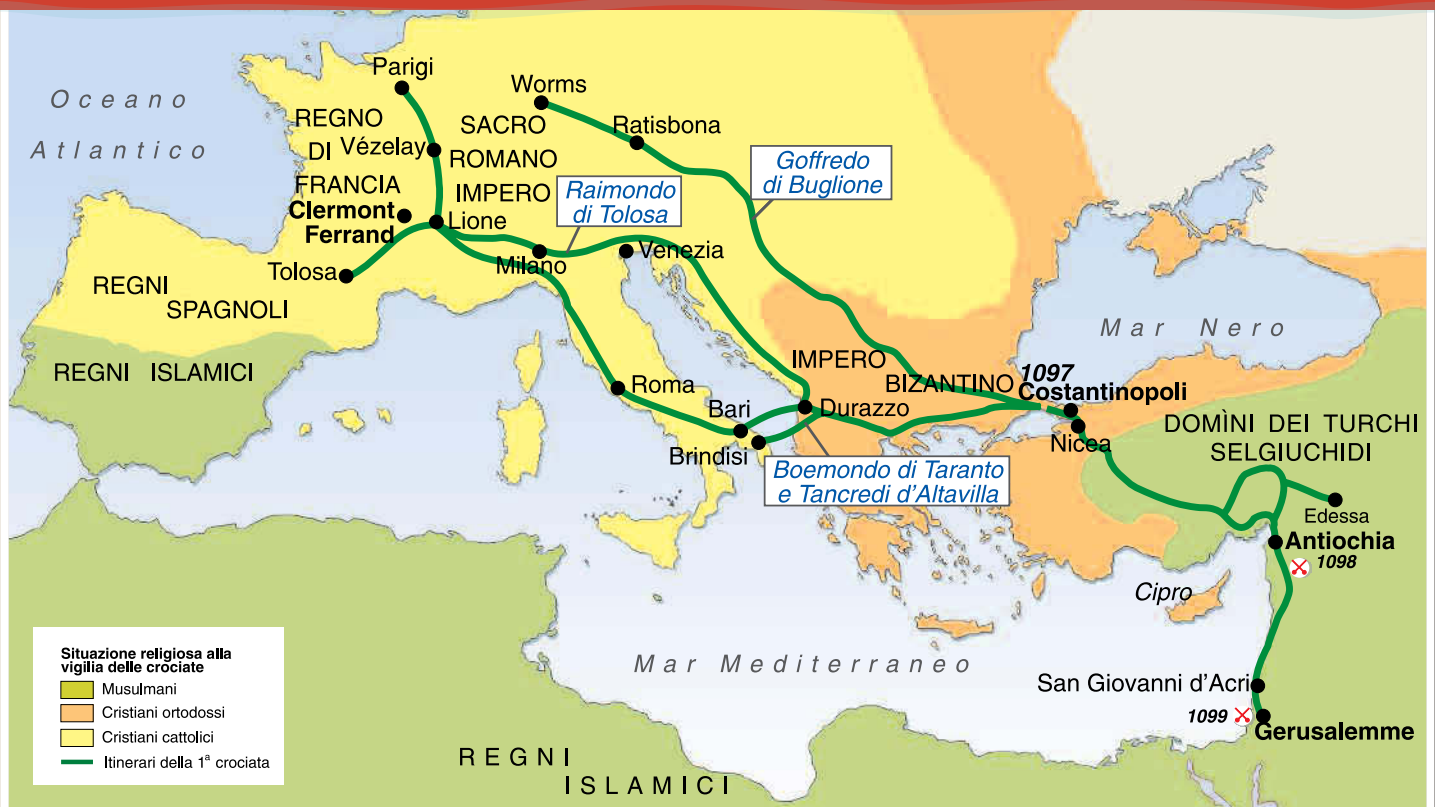 Parigi
Worms
Oceano
Atlantico
REGNO
DI
FRANCIA
Vézelay
SACRO
ROMANO
IMPERO
Ratisbona
Goffredo
di Buglione
Raimondo
di Tolosa
Clermont
Ferrand
Lione
Venezia
Milano
Tolosa
REGNI
SPAGNOLI
REGNI ISLAMICI
Mar Nero
IMPERO
BIZANTINO
1097
Costantinopoli
Nicea
Roma
Bari
Durazzo
Brindisi
DOMÌNI DEI TURCHI
SELGIUCHIDI
Boemondo di Taranto
e Tancredi d'Altavilla
Edessa
Antiochia
1098
Cipro
Mar Mediterraneo
San Giovanni d'Acri
1099
Gerusalemme
REGNI
ISLAMICI
Situazione religiosa alla
vigilia delle crociate
Musulmani
Cristiani ortodossi
Cristiani cattolici
Itinerari della 1ª crociata